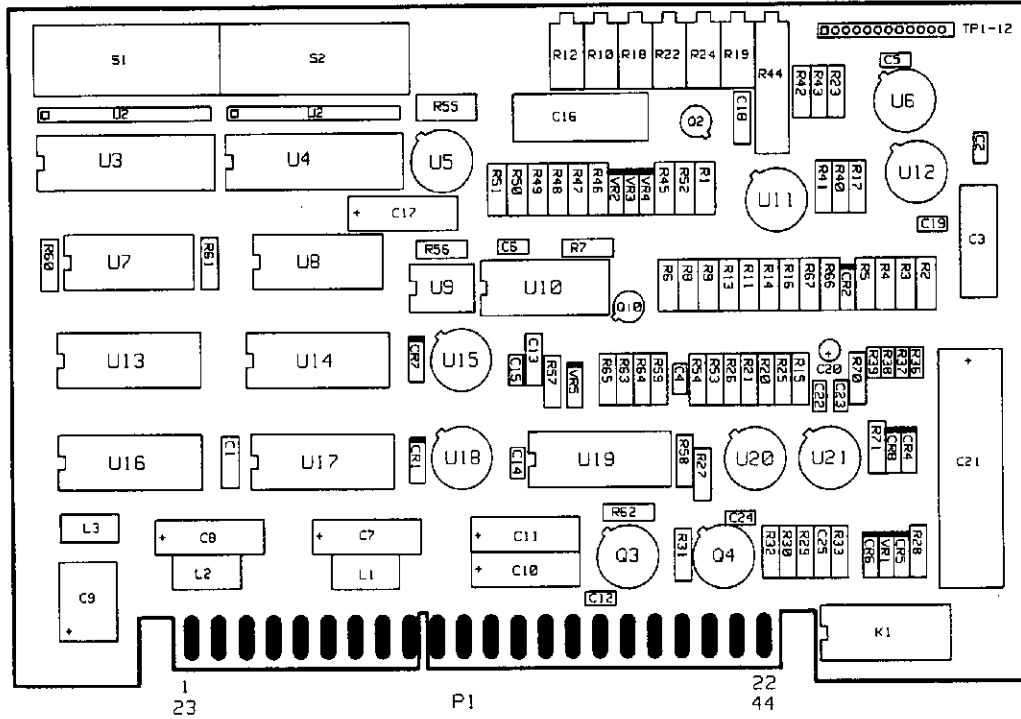 TP1-12
S1 S2
R12 R10 R18 R22 R24 R19 R44
R42 R43 R23
C5
U6
U2 U2 R55
C16 Q2 C18
U3 U4 U5
C2
R51 R50 R49 R48 R47 R46 VR2 VR3 VR4 R45 R52 R1
U11
R41 R40 R17
U12
C17
C19
C3
R60 U7 R61 U8
R56 C6 R7
U9 U10 Q10
R6 R8 R9 R13 R11 R14 R16 R67 R66 CR2 R5 R4 R3 R2
U13 U14 CR7 U15
C15 C13 R57 VR5
R65 R63 R64 R59 C4 R54 R53 R26 R21 R20 R25 R15
C20 C22 C23 R70
R39 R38 R37 R36
U16 C1 U17 CR1 U18
C14 U19 R58 R27
U20 U21
R71 CR8 CR4
C21
L3 C8 C7 C11
R62 C24
L2 L1 C10
Q3 R31 Q4
R32 R30 R29 C25 R33
CR6 VR1 CR5 R28
C9
C12
K1
1 22
23 P1 44